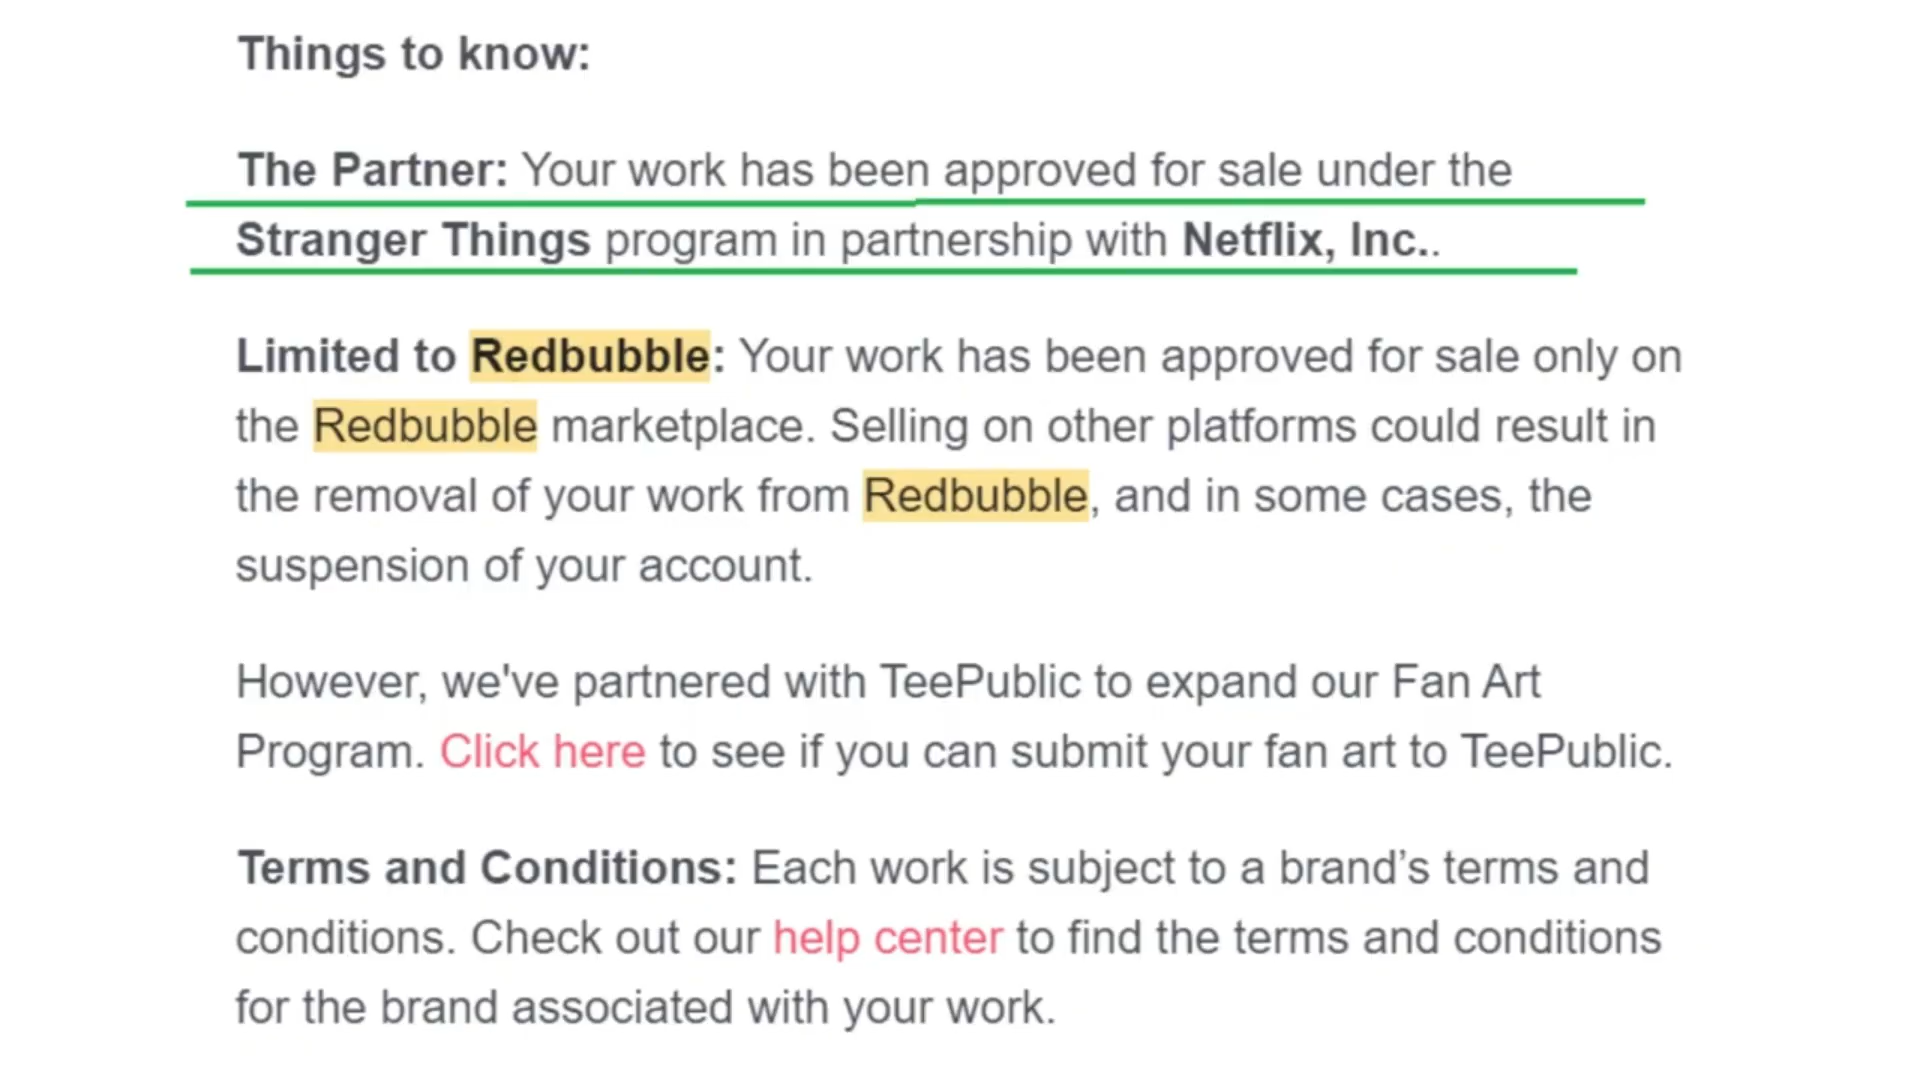 Things to know:
The Partner: Your work has been approved for sale under the
Stranger Things program in partnership with Netflix, Inc..
Limited to Redbubble: Your work has been approved for sale only on
the Redbubble marketplace. Selling on other platforms could result in
the removal of your work from Redbubble, and in some cases, the
suspension of your account.
However, we've partnered with TeePublic to expand our Fan Art
Program. Click here to see if you can submit your fan art to TeePublic.
Terms and Conditions: Each work is subject to a brand’s terms and
conditions. Check out our help center to find the terms and conditions
for the brand associated with your work.